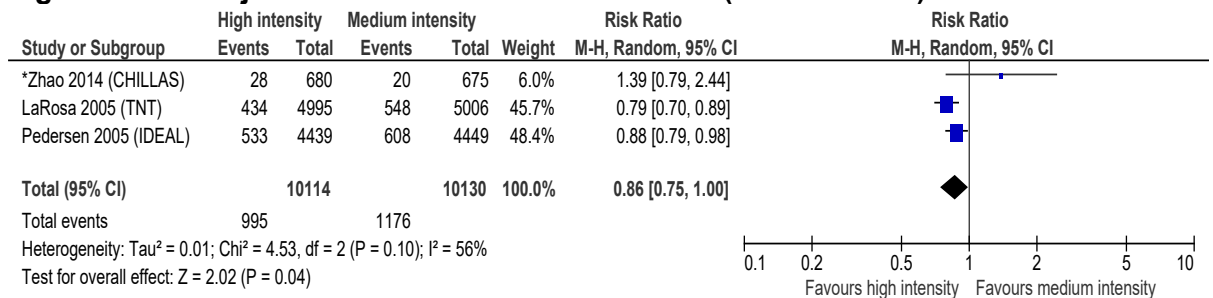 High intensity Medium intensity Risk Ratio Risk Ratio
Study or Subgroup Events Total Events Total Weight M-H, Random, 95% CI M-H, Random, 95% CI
*Zhao 2014 (CHILLAS) 28 680 20 675 6.0% 1.39 [0.79, 2.44]
LaRosa 2005 (TNT) 434 4995 548 5006 45.7% 0.79 [0.70, 0.89]
Pedersen 2005 (IDEAL) 533 4439 608 4449 48.4% 0.88 [0.79, 0.98]
Total (95% CI) 10114 10130 100.0% 0.86 [0.75, 1.00]
Total events 995 1176
Heterogeneity: Tau² = 0.01; Chi² = 4.53, df = 2 (P = 0.10); I² = 56%
Test for overall effect: Z = 2.02 (P = 0.04)
0.1 0.2 0.5 1 2 5 10
Favours high intensity Favours medium intensity